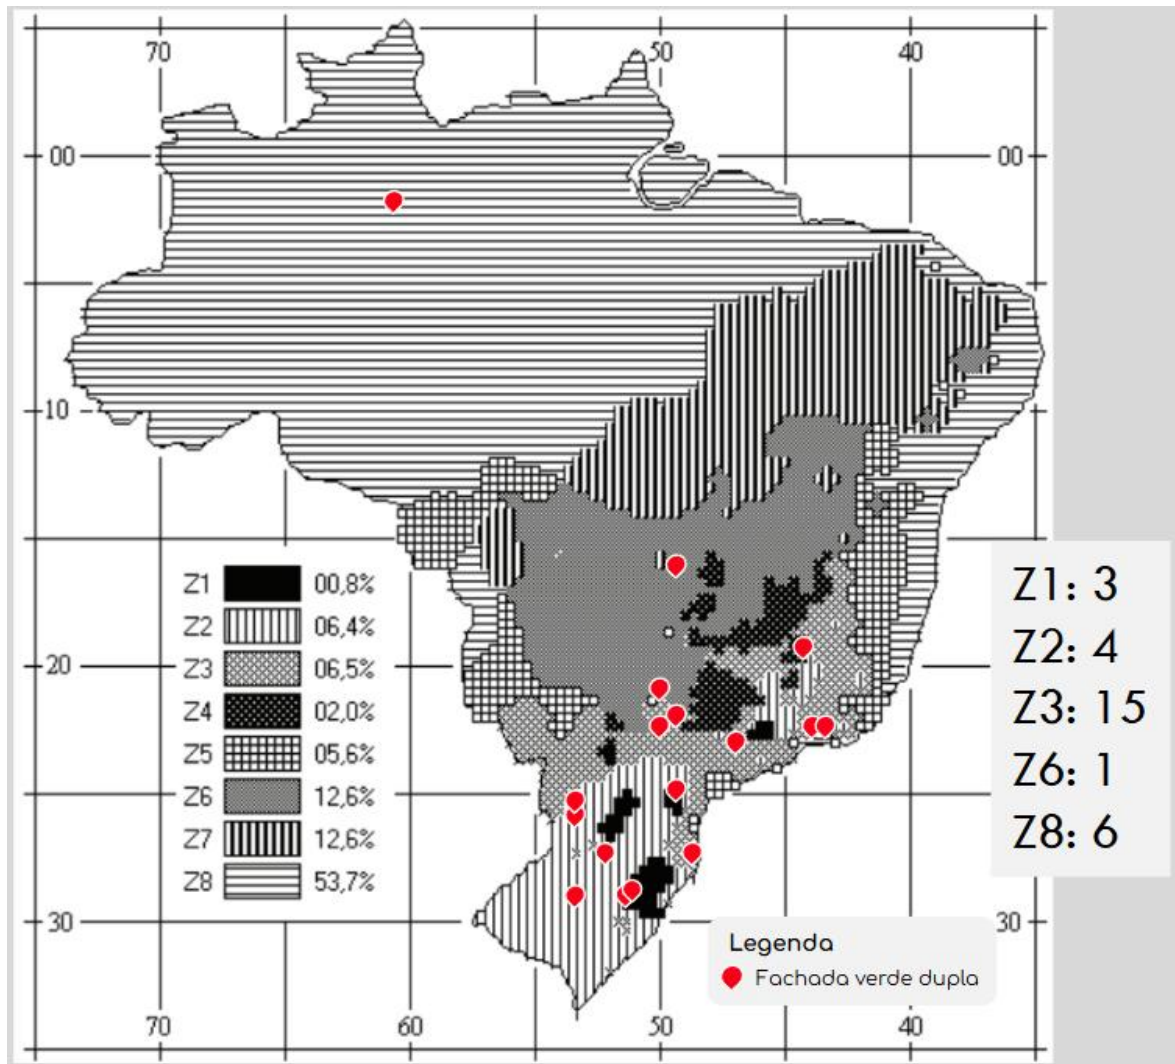 70 50 40
00 00
10
20
30 30
70 60 50 40
Z1 00,8%
Z2 06,4%
Z3 06,5%
Z4 02,0%
Z5 05,6%
Z6 12,6%
Z7 12,6%
Z8 53,7%
Z1: 3
Z2: 4
Z3: 15
Z6: 1
Z8: 6
Legenda
Fachada verde dupla